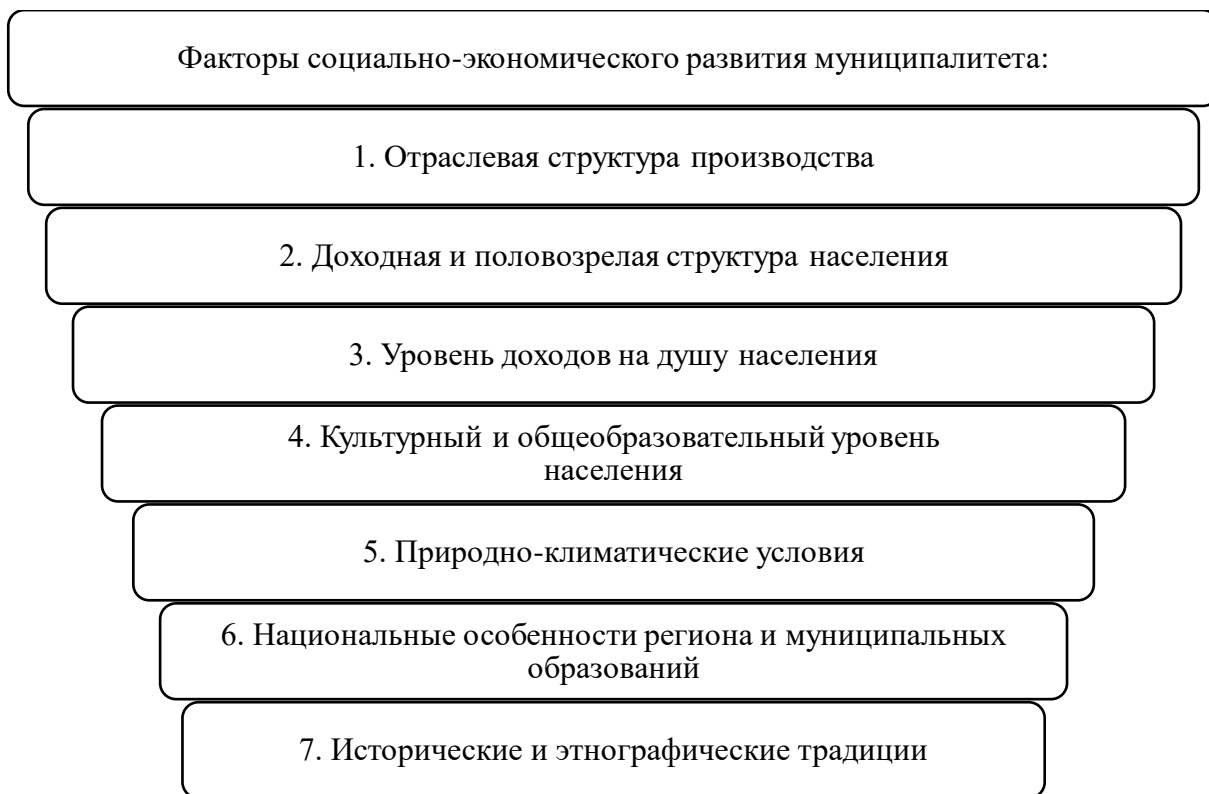 Факторы социально-экономического развития муниципалитета:
1. Отраслевая структура производства
2. Доходная и половозрелая структура населения
3. Уровень доходов на душу населения
4. Культурный и общеобразовательный уровень
населения
5. Природно-климатические условия
6. Национальные особенности региона и муниципальных
образований
7. Исторические и этнографические традиции